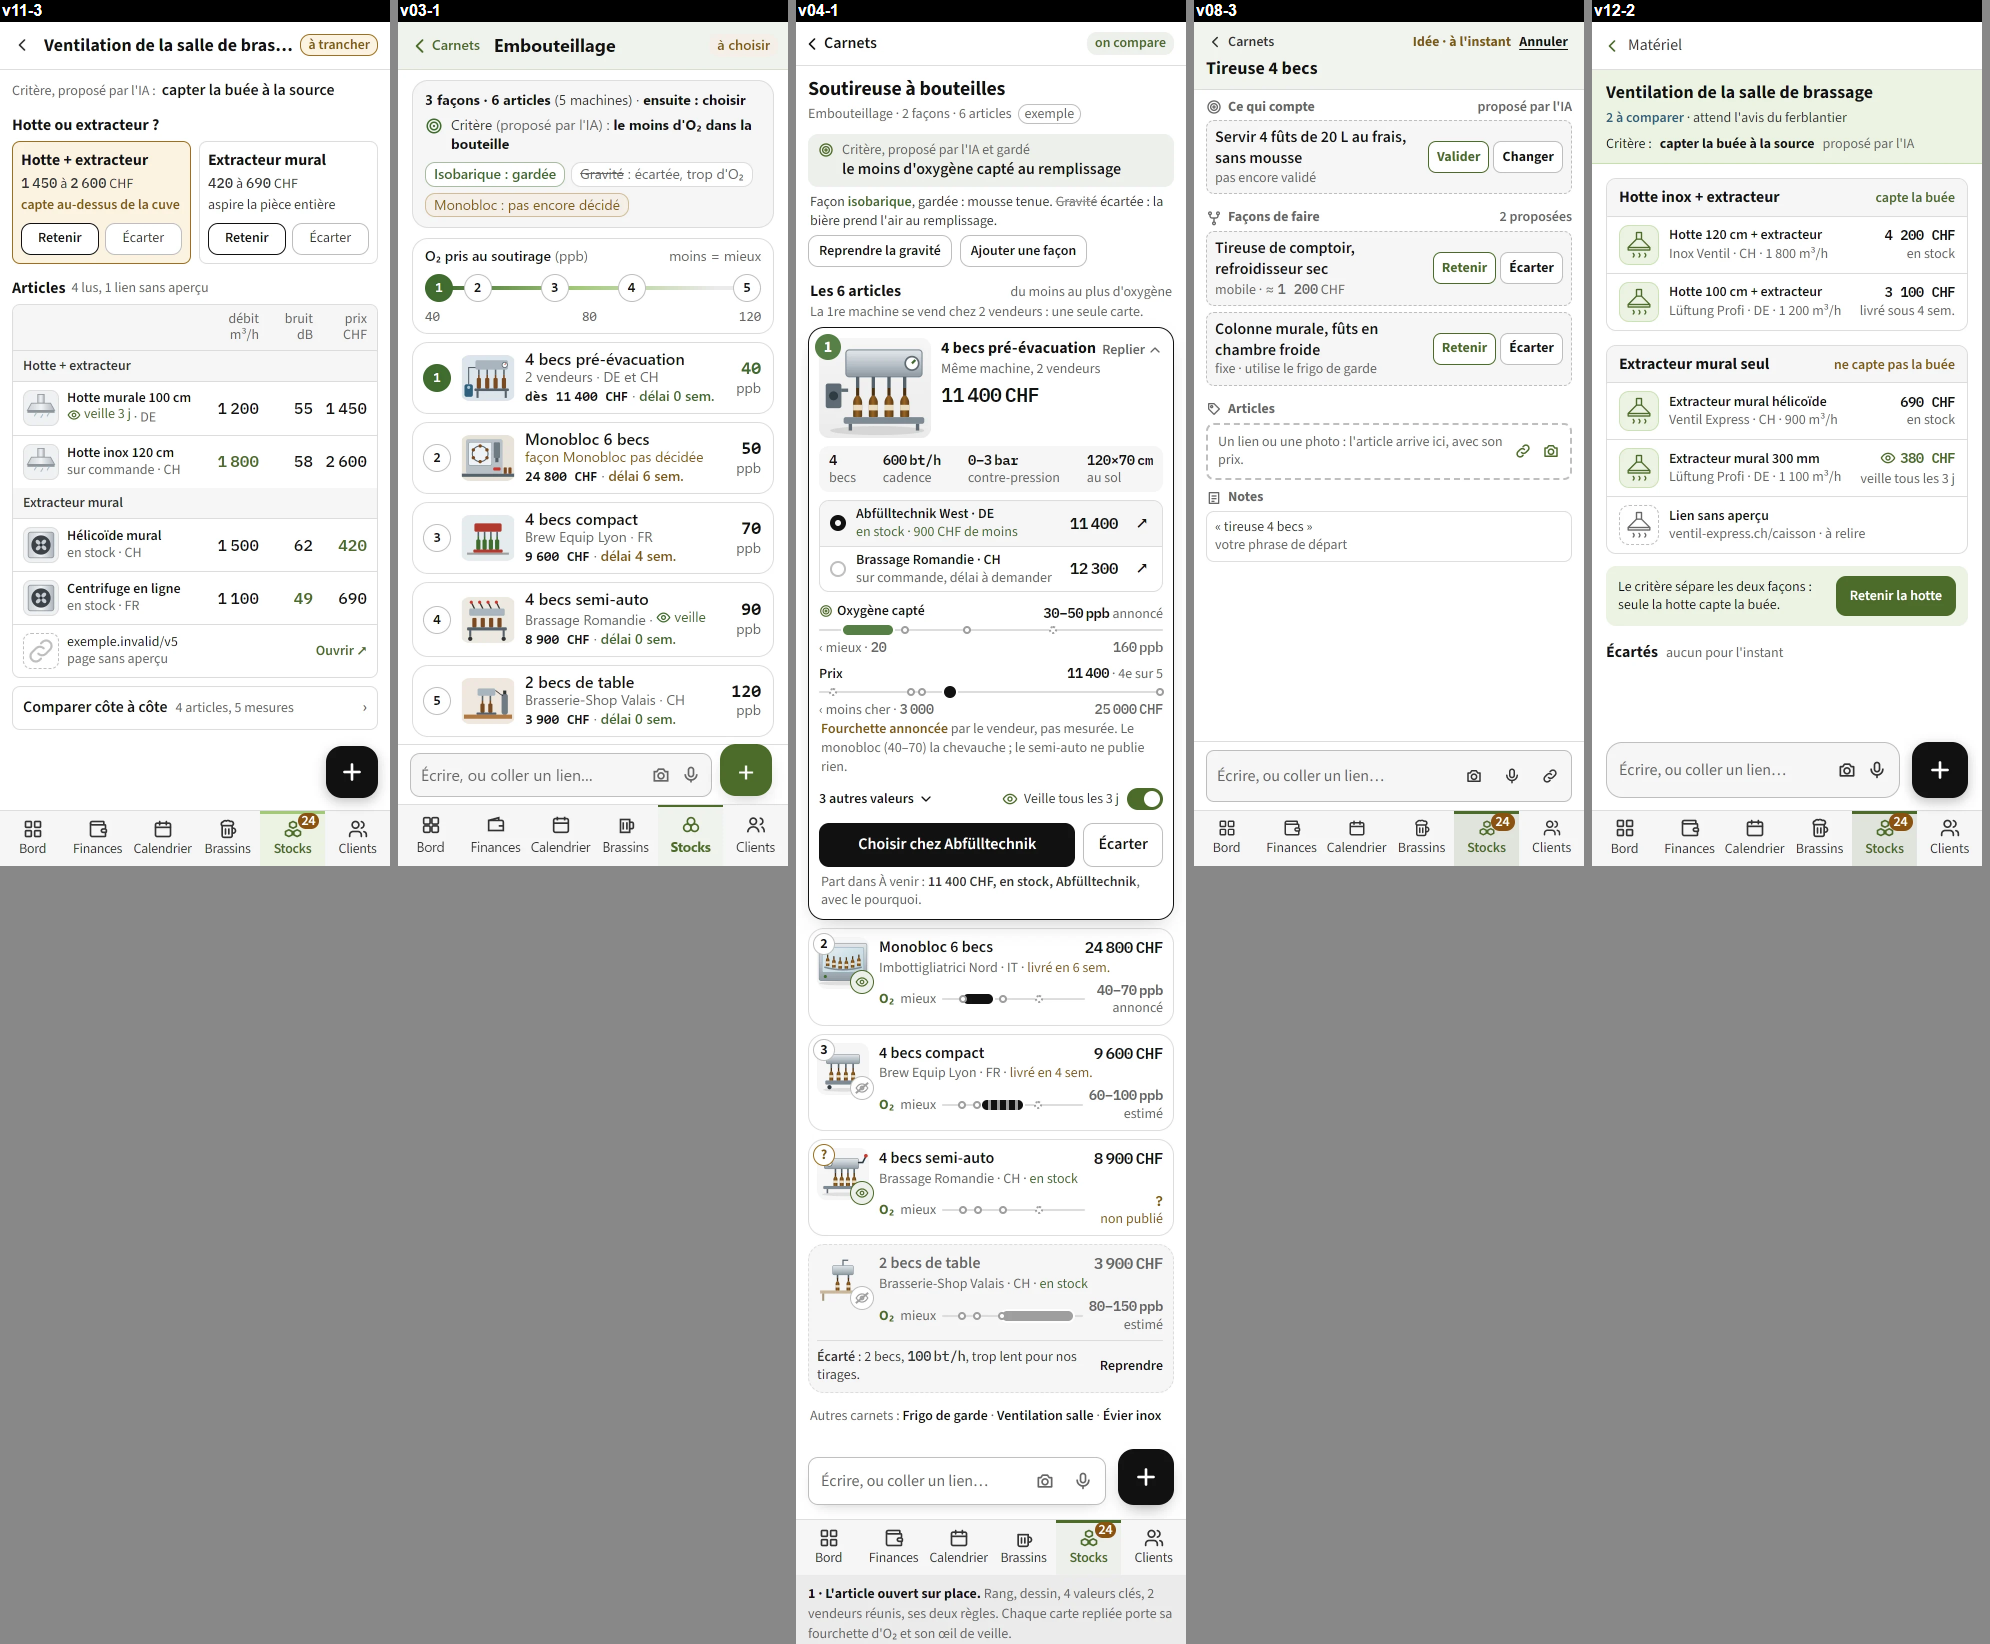 v11-3
Ventilation de la salle de bras…
à trancher
Critère, proposé par l'IA : capter la buée à la source
Hotte ou extracteur ?
Hotte + extracteur
1 450 à 2 600 CHF
capte au-dessus de la cuve
Retenir
Écarter
Extracteur mural
420 à 690 CHF
aspire la pièce entière
Retenir
Écarter
Articles 4 lus, 1 lien sans aperçu
débit m³/h
bruit dB
prix CHF
Hotte + extracteur
Hotte murale 100 cm
veille 3 j · DE
1 200 55 1 450
Hotte inox 120 cm
sur commande · CH
1 800 58 2 600
Extracteur mural
Hélicoïde mural
en stock · CH
1 500 62 420
Centrifuge en ligne
en stock · FR
1 100 49 690
exemple.invalid/v5
page sans aperçu
Ouvrir ↗
Comparer côte à côte 4 articles, 5 mesures ›
+
Bord
Finances
Calendrier
Brassins
24
Stocks
Clients
v03-1
Carnets
Embouteillage
à choisir
3 façons · 6 articles (5 machines) · ensuite : choisir
Critère (proposé par l'IA) : le moins d'O₂ dans la
bouteille
Isobarique : gardée
Gravité : écartée, trop d'O₂
Monobloc : pas encore décidé
O₂ pris au soutirage (ppb)
moins = mieux
1 2 3 4 5
40 80 120
1
4 becs pré-évacuation
2 vendeurs · DE et CH
dès 11 400 CHF · délai 0 sem.
40
ppb
2
Monobloc 6 becs
façon Monobloc pas décidée
24 800 CHF · délai 6 sem.
50
ppb
3
4 becs compact
Brew Equip Lyon · FR
9 600 CHF · délai 4 sem.
70
ppb
4
4 becs semi-auto
Brassage Romandie · veille
8 900 CHF · délai 0 sem.
90
ppb
5
2 becs de table
Brasserie-Shop Valais · CH
3 900 CHF · délai 0 sem.
120
ppb
Écrire, ou coller un lien...
+
Bord
Finances
Calendrier
Brassins
Stocks
Clients
v04-1
Carnets
on compare
Soutireuse à bouteilles
Embouteillage · 2 façons · 6 articles
exemple
Critère, proposé par l'IA et gardé
le moins d'oxygène capté au remplissage
Façon isobarique, gardée : mousse tenue. Gravité écartée : la
bière prend l'air au remplissage.
Reprendre la gravité
Ajouter une façon
Les 6 articles
du moins au plus d'oxygène
La 1re machine se vend chez 2 vendeurs : une seule carte.
1
4 becs pré-évacuation
Replier
Même machine, 2 vendeurs
11 400 CHF
4
becs
600 bt/h
cadence
0–3 bar
contre-pression
120×70 cm
au sol
Abfülltechnik West · DE
en stock · 900 CHF de moins
11 400 ↗
Brassage Romandie · CH
sur commande, délai à demander
12 300 ↗
Oxygène capté
30–50 ppb annoncé
‹ mieux · 20
160 ppb
Prix
11 400 · 4e sur 5
‹ moins cher · 3 000
25 000 CHF
Fourchette annoncée par le vendeur, pas mesurée. Le
monobloc (40–70) la chevauche ; le semi-auto ne publie
rien.
3 autres valeurs
Veille tous les 3 j
Choisir chez Abfülltechnik
Écarter
Part dans À venir : 11 400 CHF, en stock, Abfülltechnik,
avec le pourquoi.
2
Monobloc 6 becs
24 800 CHF
Imbottigliatrici Nord · IT · livré en 6 sem.
O₂ mieux
40–70 ppb
annoncé
3
4 becs compact
9 600 CHF
Brew Equip Lyon · FR · livré en 4 sem.
O₂ mieux
60–100 ppb
estimé
?
4 becs semi-auto
8 900 CHF
Brassage Romandie · CH · en stock
O₂ mieux
?
non publié
2 becs de table
3 900 CHF
Brasserie-Shop Valais · CH · en stock
O₂ mieux
80–150 ppb
estimé
Écarté : 2 becs, 100 bt/h, trop lent pour nos
tirages.
Reprendre
Autres carnets : Frigo de garde · Ventilation salle · Évier inox
Écrire, ou coller un lien…
+
Bord
Finances
Calendrier
Brassins
24
Stocks
Clients
1 · L'article ouvert sur place. Rang, dessin, 4 valeurs clés, 2
vendeurs réunis, ses deux règles. Chaque carte repliée porte sa
fourchette d'O₂ et son œil de veille.
v08-3
Carnets
Idée · à l'instant
Annuler
Tireuse 4 becs
Ce qui compte
proposé par l'IA
Servir 4 fûts de 20 L au frais,
sans mousse
pas encore validé
Valider
Changer
Façons de faire
2 proposées
Tireuse de comptoir,
refroidisseur sec
mobile · ≈ 1 200 CHF
Retenir
Écarter
Colonne murale, fûts en
chambre froide
fixe · utilise le frigo de garde
Retenir
Écarter
Articles
Un lien ou une photo : l'article arrive ici, avec son
prix.
Notes
« tireuse 4 becs »
votre phrase de départ
Écrire, ou coller un lien…
Bord
Finances
Calendrier
Brassins
24
Stocks
Clients
v12-2
Matériel
Ventilation de la salle de brassage
2 à comparer · attend l'avis du ferblantier
Critère : capter la buée à la source proposé par l'IA
Hotte inox + extracteur
capte la buée
Hotte 120 cm + extracteur
Inox Ventil · CH · 1 800 m³/h
4 200 CHF
en stock
Hotte 100 cm + extracteur
Lüftung Profi · DE · 1 200 m³/h
3 100 CHF
livré sous 4 sem.
Extracteur mural seul
ne capte pas la buée
Extracteur mural hélicoïde
Ventil Express · CH · 900 m³/h
690 CHF
en stock
Extracteur mural 300 mm
Lüftung Profi · DE · 1 100 m³/h
380 CHF
veille tous les 3 j
Lien sans aperçu
ventil-express.ch/caisson · à relire
Le critère sépare les deux façons :
seule la hotte capte la buée.
Retenir la hotte
Écartés aucun pour l'instant
Écrire, ou coller un lien…
+
Bord
Finances
Calendrier
Brassins
24
Stocks
Clients